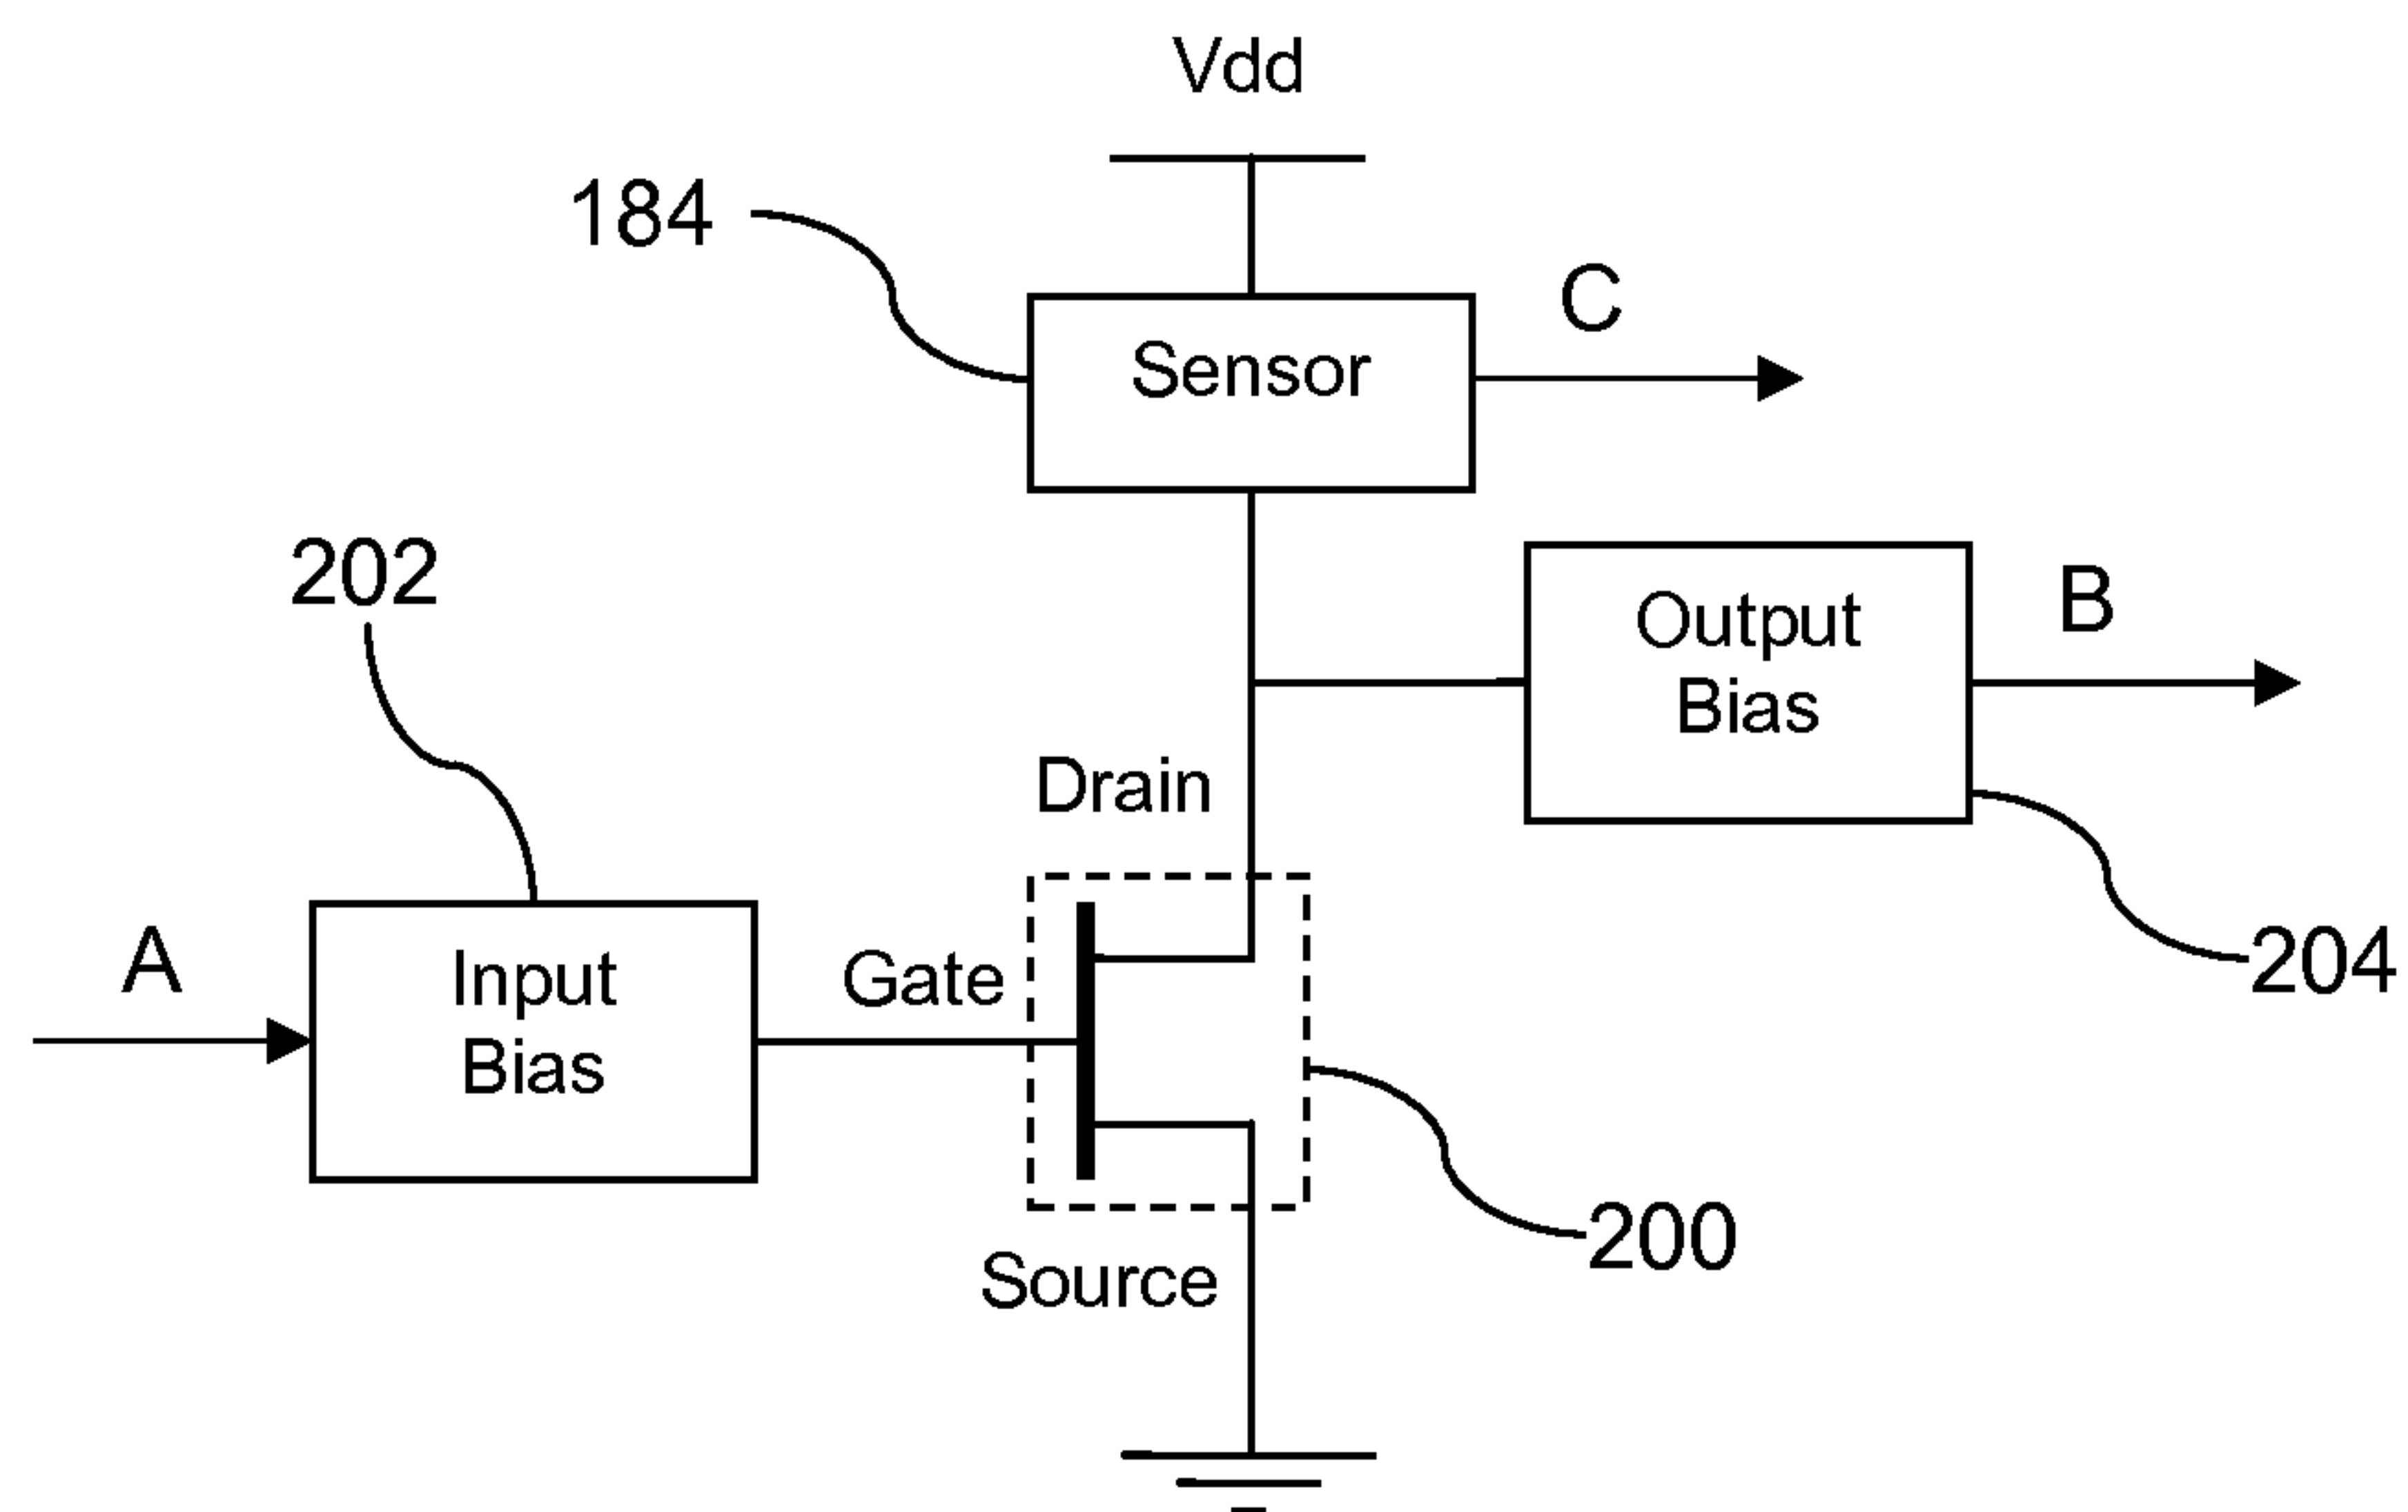 Vdd
184
C
Sensor
202
Output
Bias
B
Drain
A
Input
Bias
Gate
204
200
Source